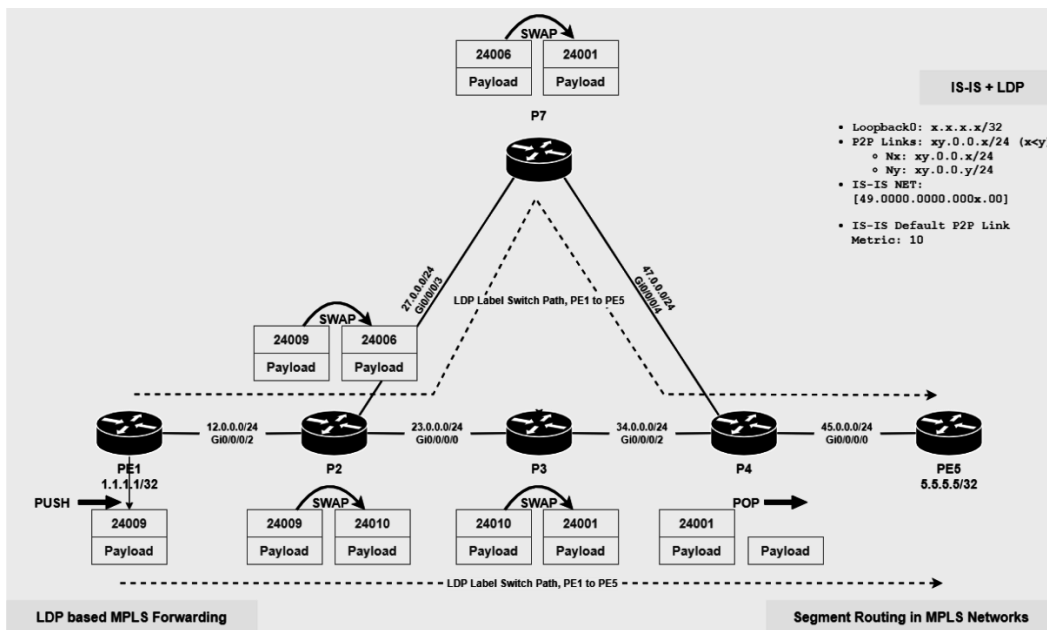 SWAP
24006 24001
Payload Payload
P7
IS-IS + LDP
• Loopback0: x.x.x.x/32
• P2P Links: xy.0.0.x/24 (x<y)
○ Nx: xy.0.0.x/24
○ Ny: xy.0.0.y/24
• IS-IS NET:
[49.0000.0000.000x.00]
• IS-IS Default P2P Link
Metric: 10
27.0.0.0/24
Gi0/0/0/3
47.0.0.0/24
Gi0/0/0/4
LDP Label Switch Path, PE1 to PE5
SWAP
24009 24006
Payload Payload
12.0.0.0/24
Gi0/0/0/2
23.0.0.0/24
Gi0/0/0/0
34.0.0.0/24
Gi0/0/0/2
45.0.0.0/24
Gi0/0/0/0
PE1
1.1.1.1/32
P2
P3
P4
PE5
5.5.5.5/32
PUSH
24009
Payload
SWAP
24009 24010
Payload Payload
SWAP
24010 24001
Payload Payload
POP
24001
Payload Payload
LDP Label Switch Path, PE1 to PE5
LDP based MPLS Forwarding
Segment Routing in MPLS Networks